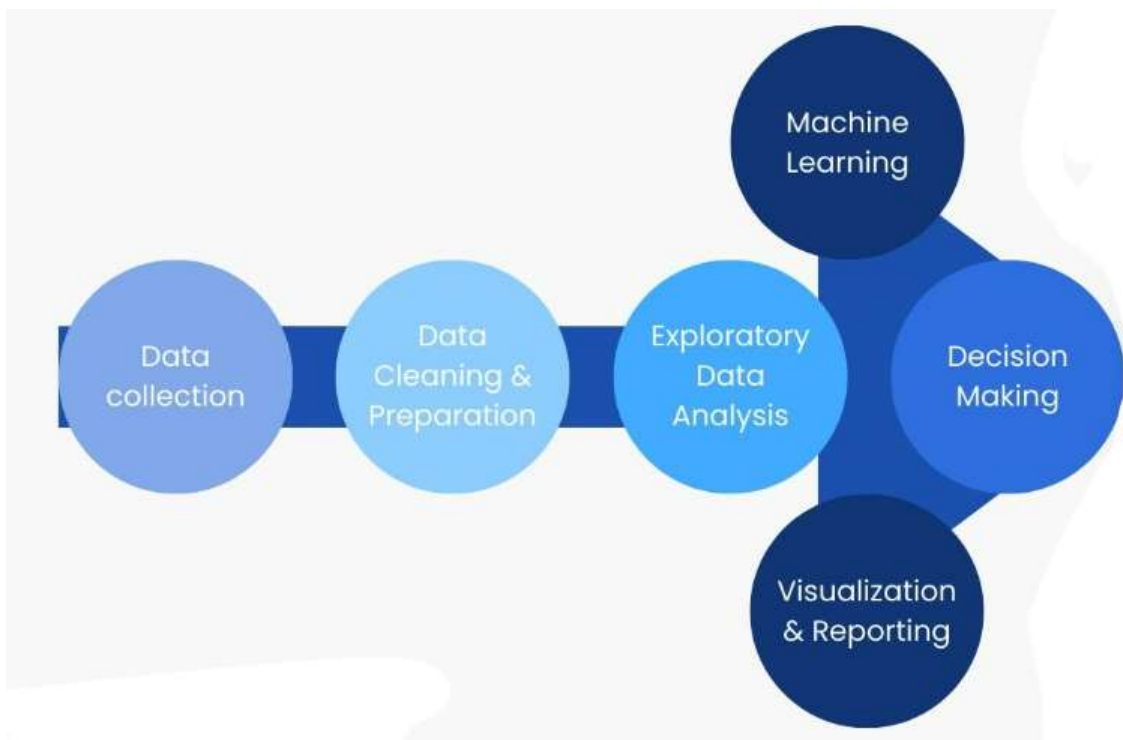 Machine
Learning
Data
collection
Data
Cleaning &
Preparation
Exploratory
Data
Analysis
Decision
Making
Visualization
& Reporting